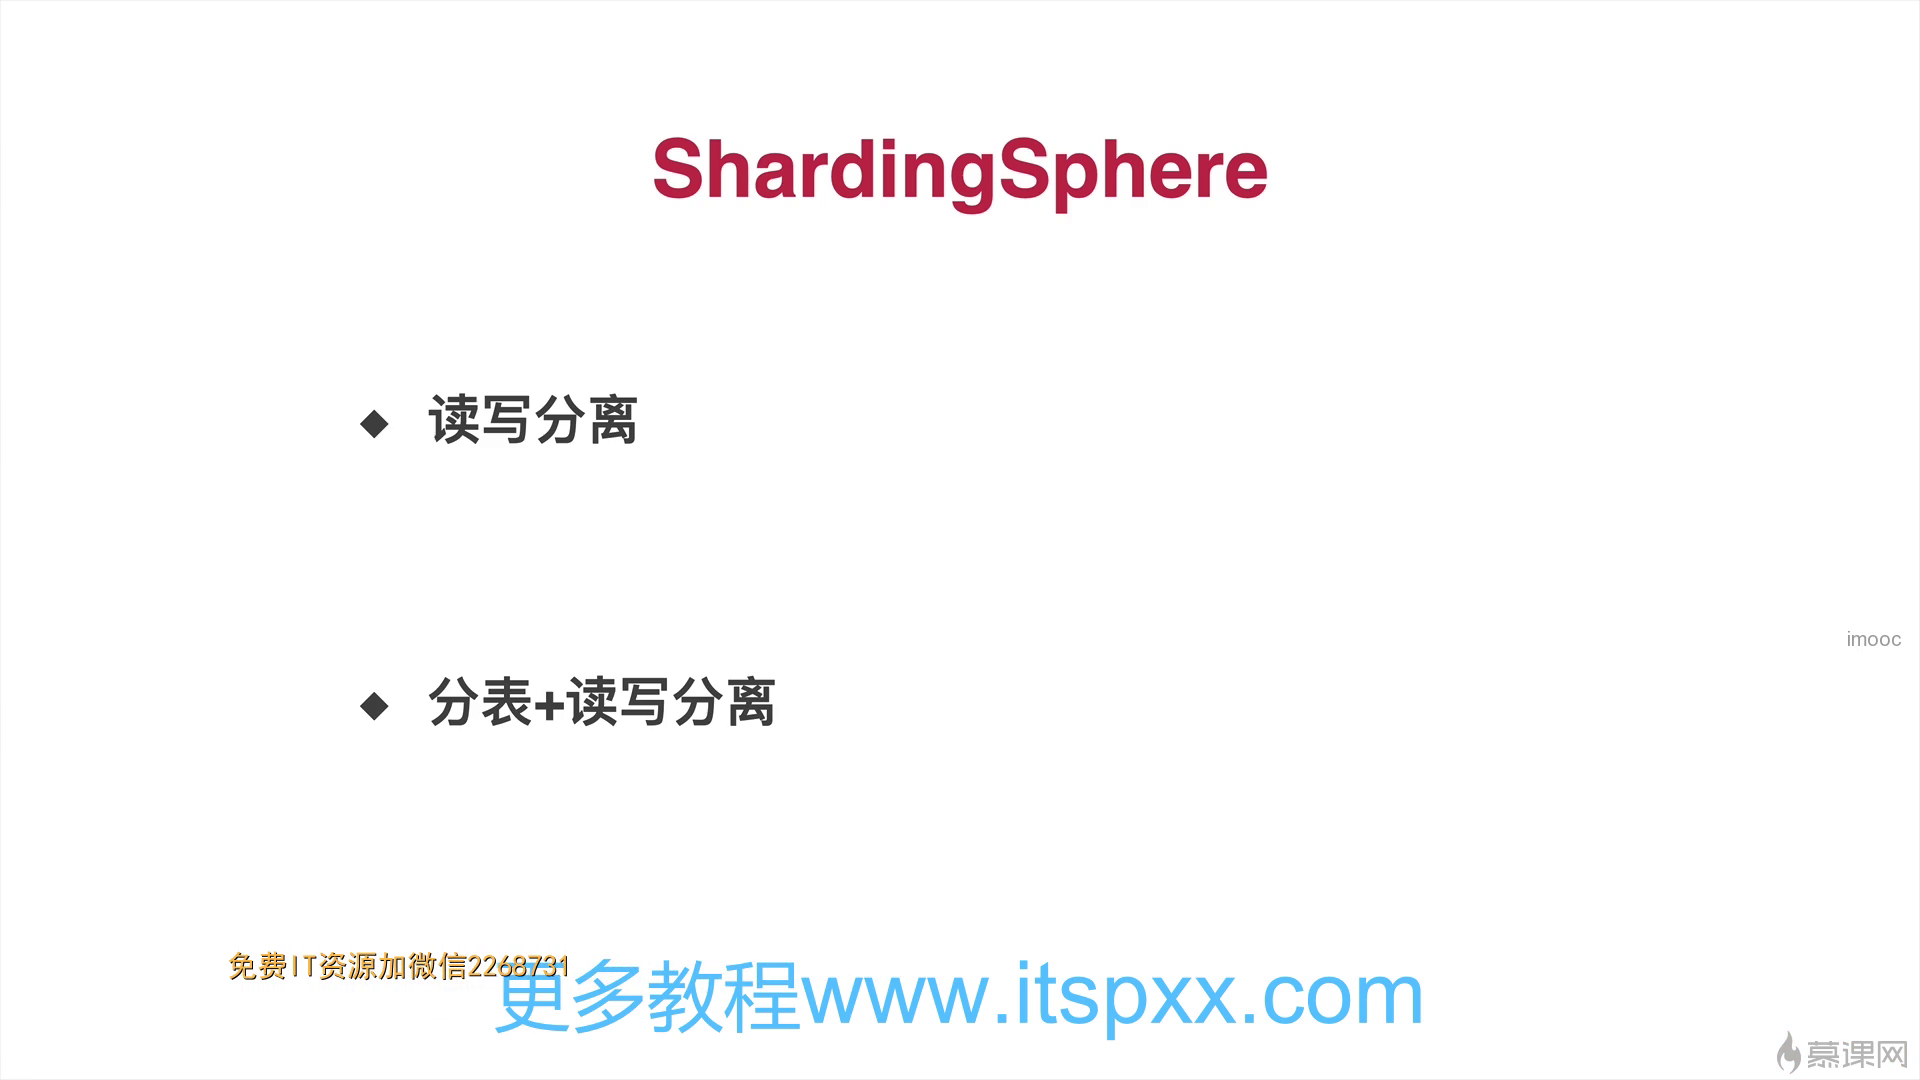 ShardingSphere
◆ 读写分离
imooc
◆ 分表+读写分离
免费IT资源加微信2268731
更多教程www.itspxx.com
慕课网